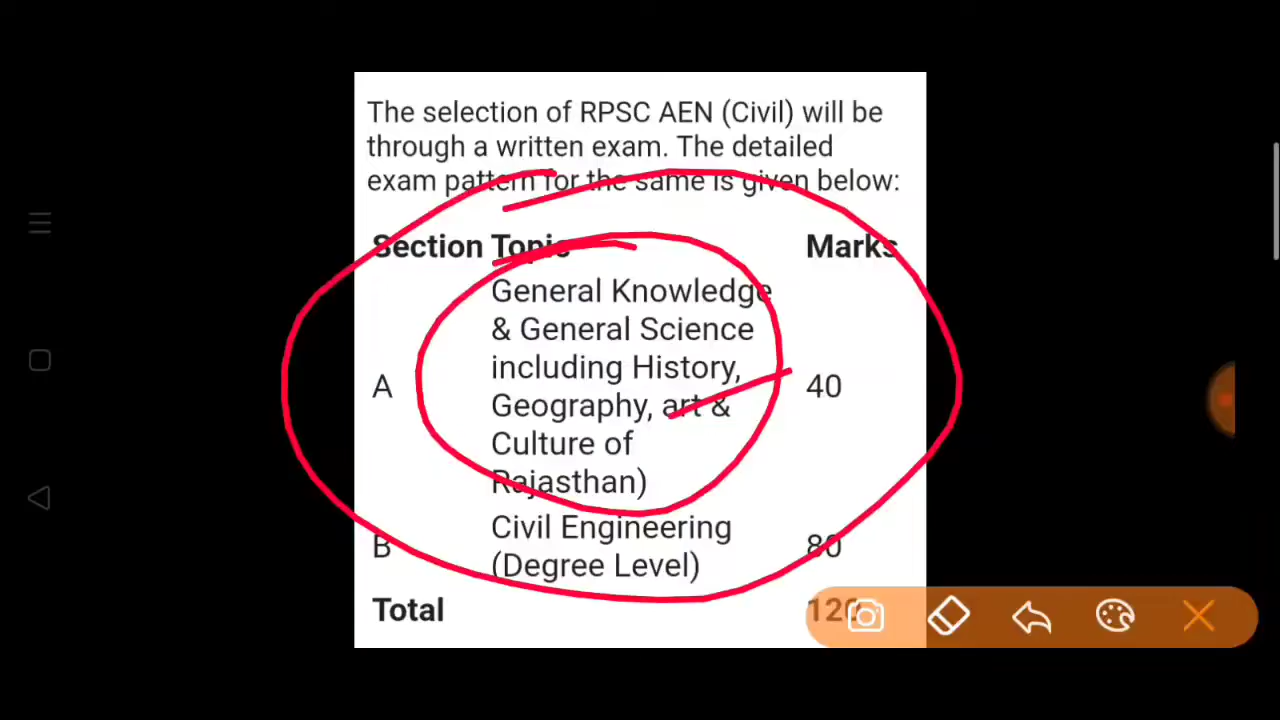 The selection of RPSC AEN (Civil) will be
through a written exam. The detailed
exam pattern for the same is given below:
Section Topic Marks
General Knowledge
& General Science
including History,
A Geography, art & 40
Culture of
Rajasthan)
B Civil Engineering 80
(Degree Level)
Total 120